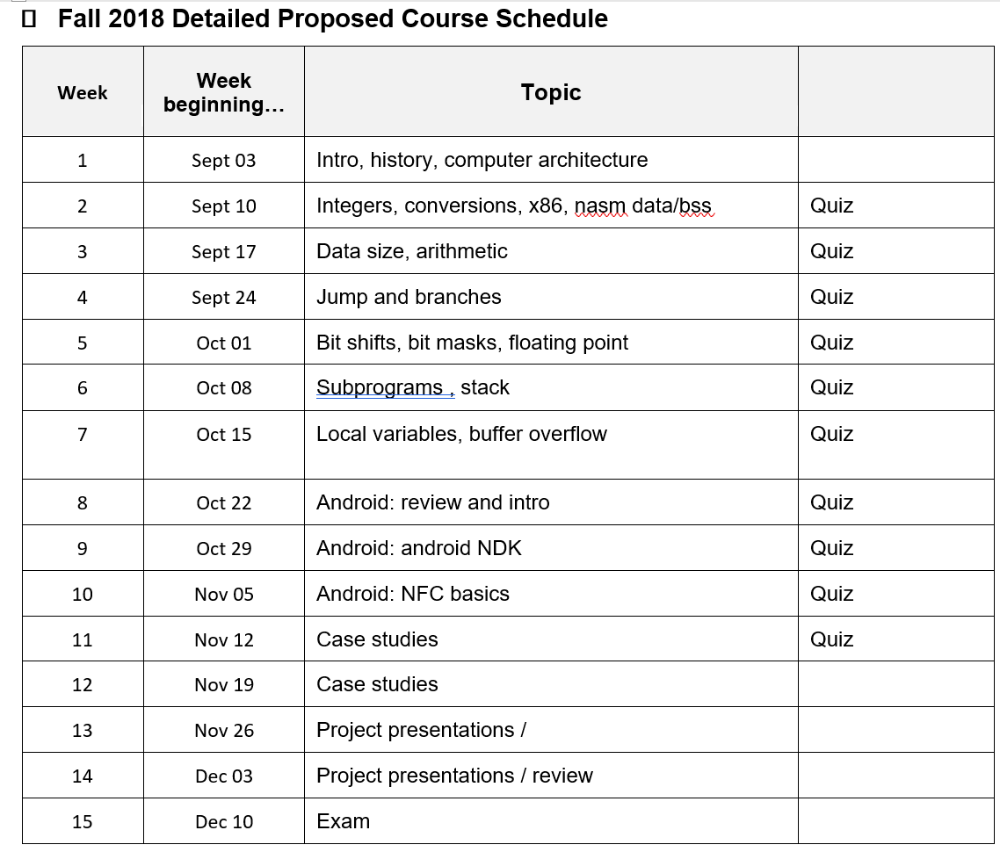 Fall 2018 Detailed Proposed Course Schedule
Week
Week
beginning…
Topic
1 Sept 03 Intro, history, computer architecture
2 Sept 10 Integers, conversions, x86, nasm data/bss Quiz
3 Sept 17 Data size, arithmetic Quiz
4 Sept 24 Jump and branches Quiz
5 Oct 01 Bit shifts, bit masks, floating point Quiz
6 Oct 08 Subprograms , stack Quiz
7 Oct 15 Local variables, buffer overflow Quiz
8 Oct 22 Android: review and intro Quiz
9 Oct 29 Android: android NDK Quiz
10 Nov 05 Android: NFC basics Quiz
11 Nov 12 Case studies Quiz
12 Nov 19 Case studies
13 Nov 26 Project presentations /
14 Dec 03 Project presentations / review
15 Dec 10 Exam